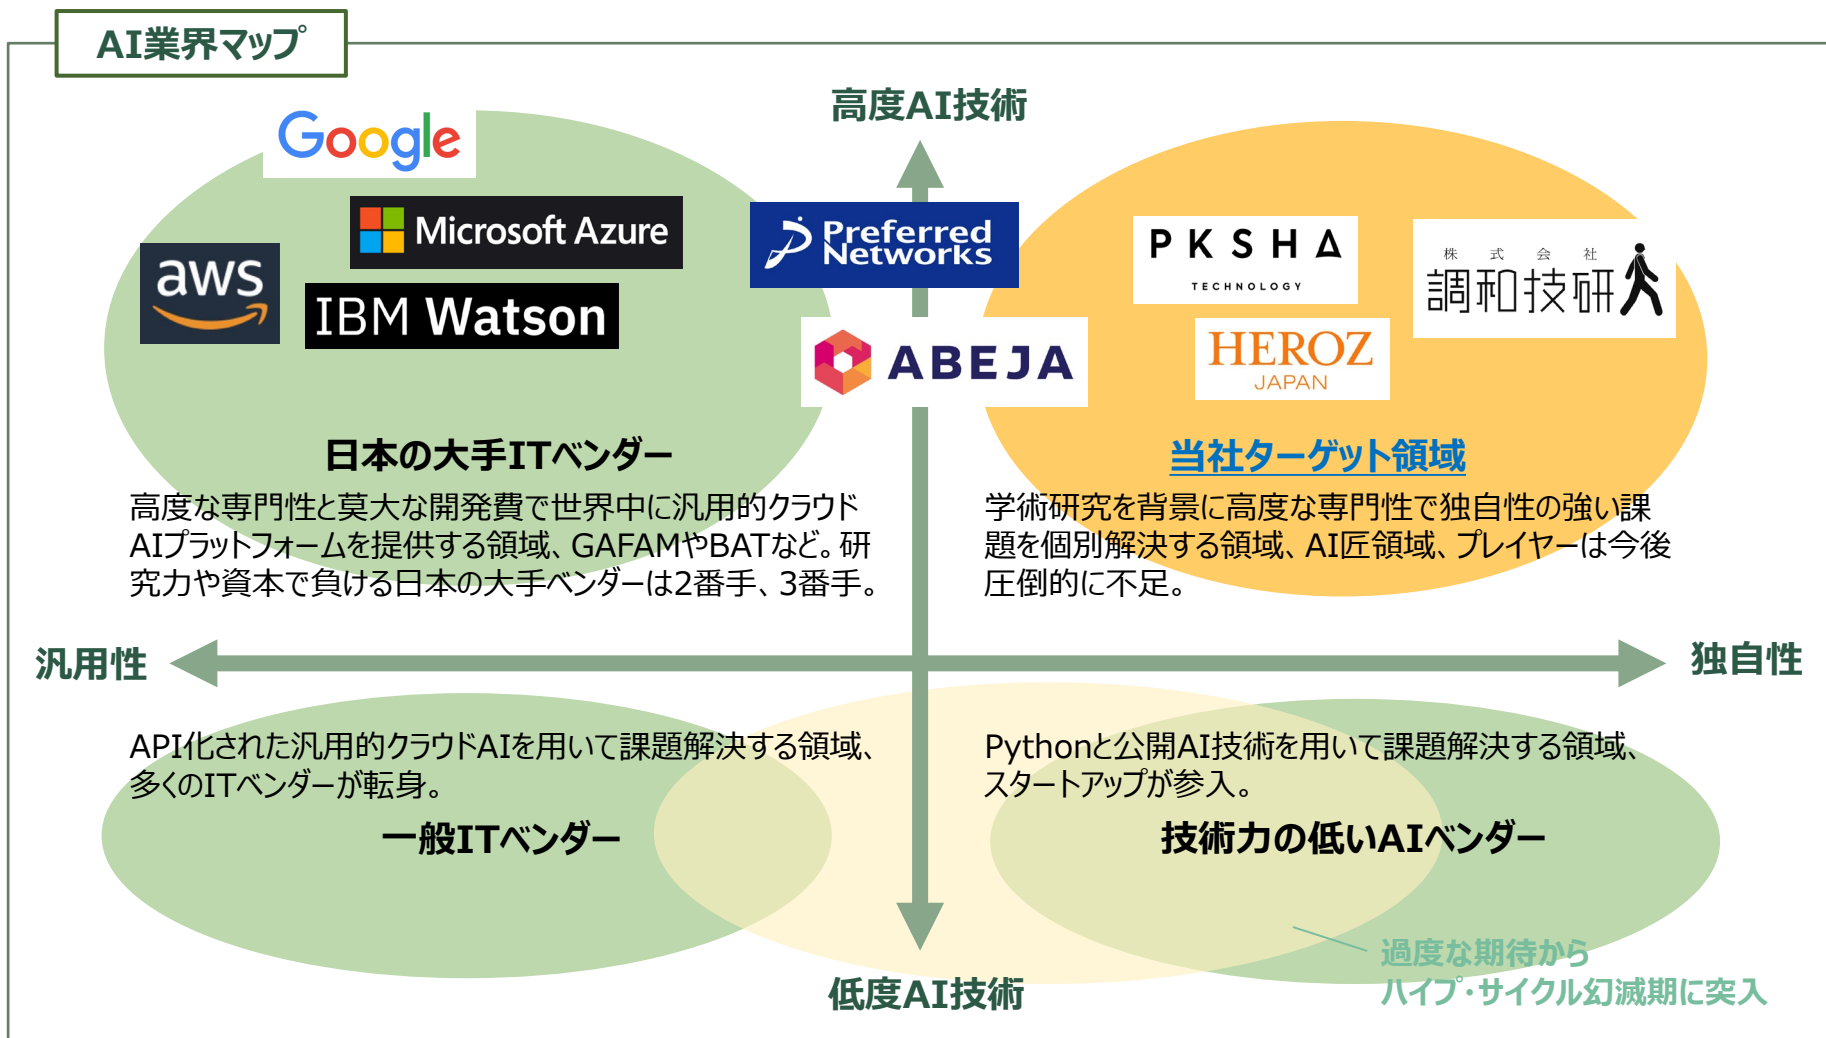 AI業界マップ
高度AI技術
Google
Microsoft Azure
aws
IBM Watson
Preferred
Networks
ABEJA
PKSHA
TECHNOLOGY
株式会社
調和技研
HEROZ
JAPAN
日本の大手ITベンダー
高度な専門性と莫大な開発費で世界中に汎用的クラウド
AIプラットフォームを提供する領域、GAFAMやBATなど。研
究力や資本で負ける日本の大手ベンダーは2番手、3番手。
当社ターゲット領域
学術研究を背景に高度な専門性で独自性の強い課
題を個別解決する領域、AI匠領域、プレイヤーは今後
圧倒的に不足。
汎用性
独自性
API化された汎用的クラウドAIを用いて課題解決する領域、
多くのITベンダーが転身。
一般ITベンダー
Pythonと公開AI技術を用いて課題解決する領域、
スタートアップが参入。
技術力の低いAIベンダー
過度な期待から
ハイプ・サイクル幻滅期に突入
低度AI技術